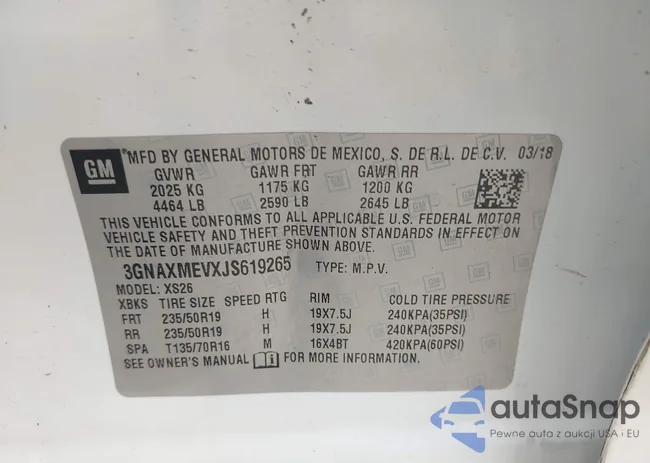 GM
*MFD BY GENERAL MOTORS DE MEXICO, S. DE R.L. DE C.V. 03/18
GVWR GAWR FRT GAWR RR
2025 KG 1175 KG 1200 KG
4464 LB 2590 LB 2645 LB
THIS VEHICLE CONFORMS TO ALL APPLICABLE U.S. FEDERAL MOTOR
VEHICLE SAFETY AND THEFT PREVENTION STANDARDS IN EFFECT ON
THE DATE OF MANUFACTURE SHOWN ABOVE.
3GNAXMEVXJS619265 TYPE: M.P.V.
MODEL: XS26
XBKS TIRE SIZE SPEED RTG RIM COLD TIRE PRESSURE
FRT 235/50R19 H 19X7.5J 240KPA(35PSI)
RR 235/50R19 H 19X7.5J 240KPA(35PSI)
SPA T135/70R16 M 16X4BT 420KPA(60PSI)
SEE OWNER'S MANUAL i FOR MORE INFORMATION.
autaSnap
Pewne auta z aukcji USA i EU